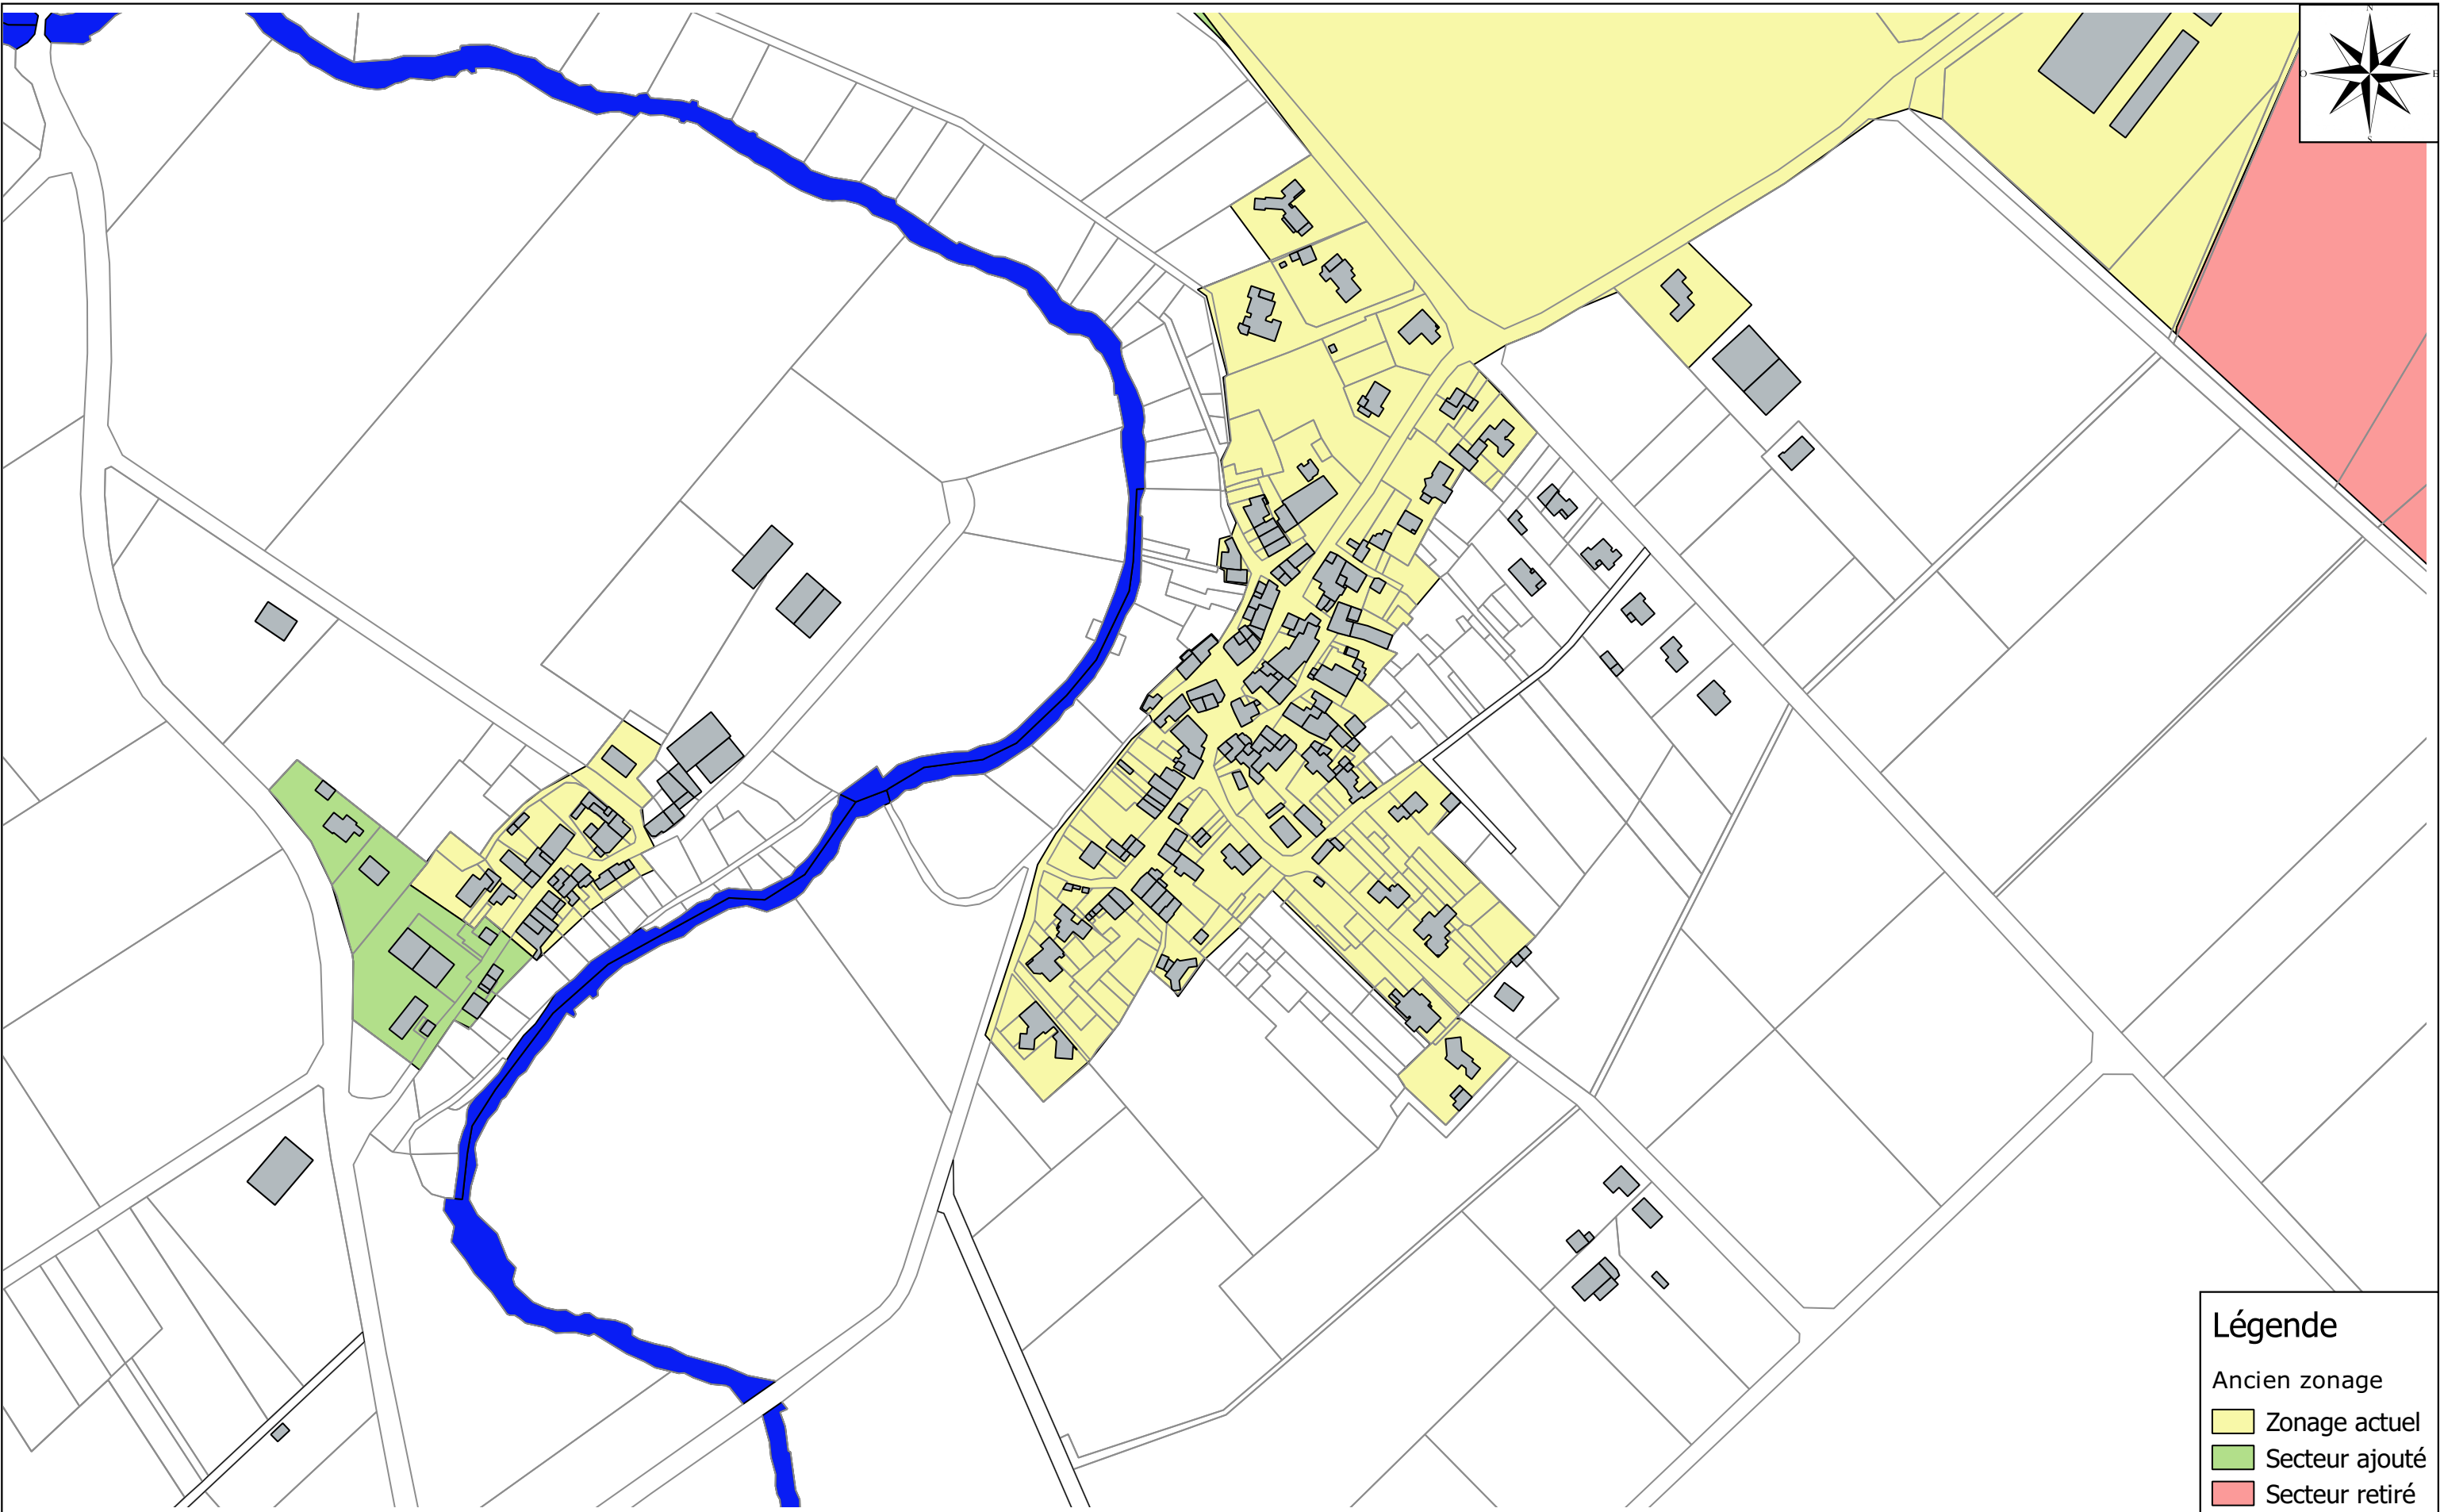 N
O
E
S
Légende
Ancien zonage
Zonage actuel
Secteur ajouté
Secteur retiré